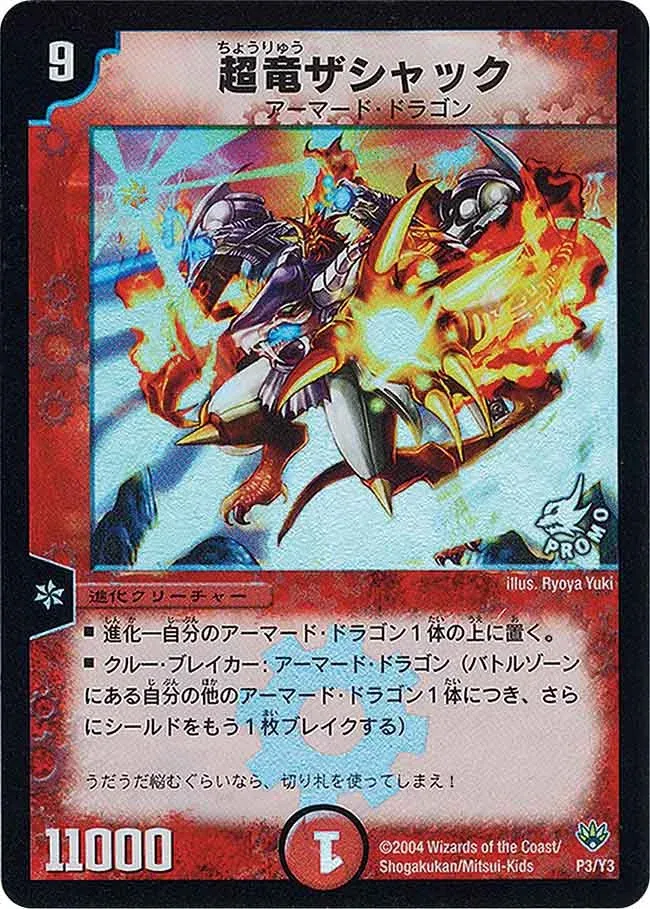 9
ちょうりゅう
超竜ザシャック
アーマード・ドラゴン
PROMO
illus. Ryoya Yuki
進化クリーチャー
■ 進化—自分のアーマード・ドラゴン1体の上に置く。
■ クルー・ブレイカー：アーマード・ドラゴン（バトルゾーン
にある自分の他のアーマード・ドラゴン1体につき、さら
にシールドをもう1枚ブレイクする）
うだうだ悩むぐらいなら、切り札を使ってしまえ！
11000
1
©2004 Wizards of the Coast/
Shogakukan/Mitsui-Kids
P3/Y3